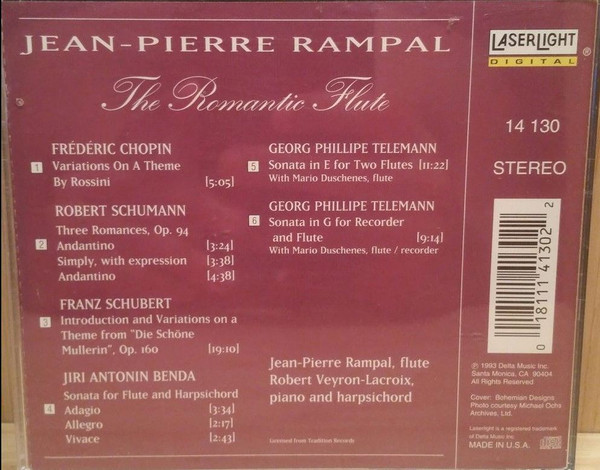 JEAN-PIERRE RAMPAL
The Romantic Flute
FRÉDÉRIC CHOPIN
1 Variations On A Theme
By Rossini [5:05]
ROBERT SCHUMANN
Three Romances, Op. 94
2 Andantino [3:24]
Simply, with expression [3:38]
Andantino [4:38]
FRANZ SCHUBERT
3 Introduction and Variations on a
Theme from "Die Schöne
Mullerin", Op. 160 [19:10]
JIRI ANTONIN BENDA
Sonata for Flute and Harpsichord
4 Adagio [3:34]
Allegro [2:17]
Vivace [2:43]
GEORG PHILLIPE TELEMANN
5 Sonata in E for Two Flutes [11:22]
With Mario Duschenes, flute
GEORG PHILLIPE TELEMANN
6 Sonata in G for Recorder
and Flute [9:14]
With Mario Duschenes, flute / recorder
Jean-Pierre Rampal, flute
Robert Veyron-Lacroix,
piano and harpsichord
Licensed from Tradition Records
LASERLIGHT
DIGITAL ®
14 130
STEREO
0 18111 41302 2
℗ 1993 Delta Music Inc.
Santa Monica, CA 90404
All Rights Reserved
Cover: Bohemian Designs
Photo courtesy Michael Ochs
Archives, Ltd.
Laserlight is a registered trademark
of Delta Music Inc.
MADE IN U.S.A.